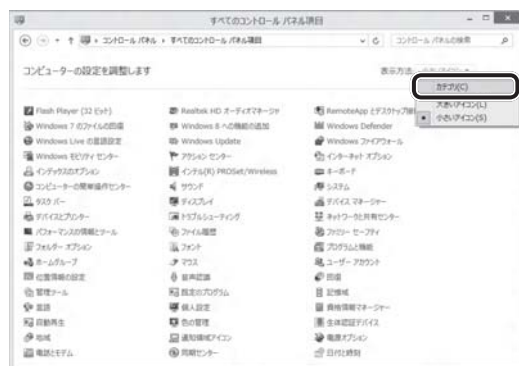 すべてのコントロール パネル項目
コントロール パネル ▸ すべてのコントロール パネル項目
コントロール パネルの検索
コンピューターの設定を調整します
表示方法:
カテゴリ(C)
大きいアイコン(L)
小さいアイコン(S)
Flash Player (32 ビット)
Realtek HD オーディオマネージャ
RemoteApp とデスクトップ
Windows 7 のファイルの回復
Windows 8 への機能の追加
Windows Defender
Windows Live の言語設定
Windows Update
Windows ファイアウォール
Windows モビリティ センター
アクション センター
インターネット オプション
インデックスのオプション
インテル(R) PROSet/Wireless
キーボード
コンピューターの簡単操作センター
サウンド
システム
タスク バー
ディスプレイ
デバイス マネージャー
デバイスとプリンター
トラブルシューティング
ネットワークと共有センター
パフォーマンスの情報とツール
ファイル履歴
ファミリー セーフティ
フォルダー オプション
フォント
プログラムと機能
ホームグループ
マウス
ユーザー アカウント
位置情報の設定
音声認識
回復
管理ツール
既定のプログラム
記憶域
言語
個人設定
資格情報マネージャー
自動再生
色の管理
生体認証デバイス
地域
通知領域アイコン
電源オプション
電話とモデム
同期センター
日付と時刻